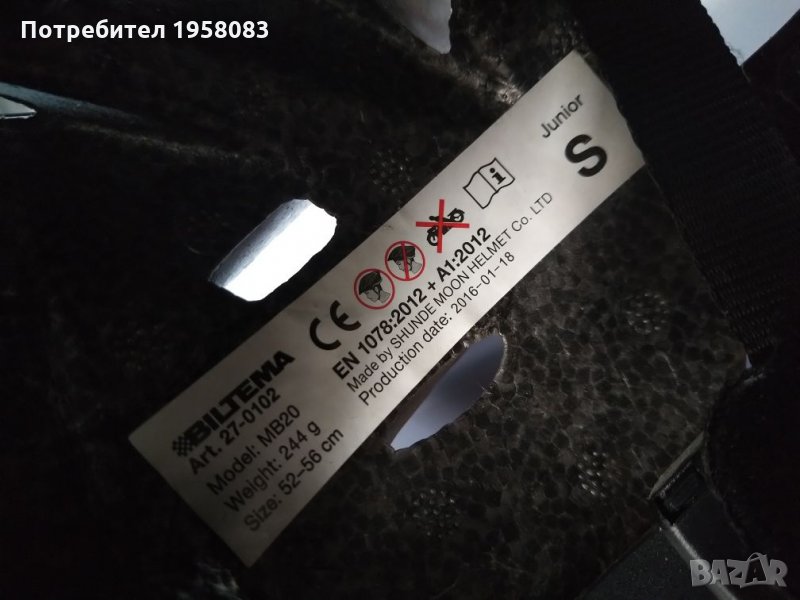 Потребител 1958083
Junior
S
CE
EN 1078:2012 + A1:2012
Made by SHUNDE MOON HELMET Co. LTD
Production date: 2016-01-18
BILTEMA
Art. 27-0102
Model: MB20
Weight: 244 g
Size: 52–56 cm
BAZAR